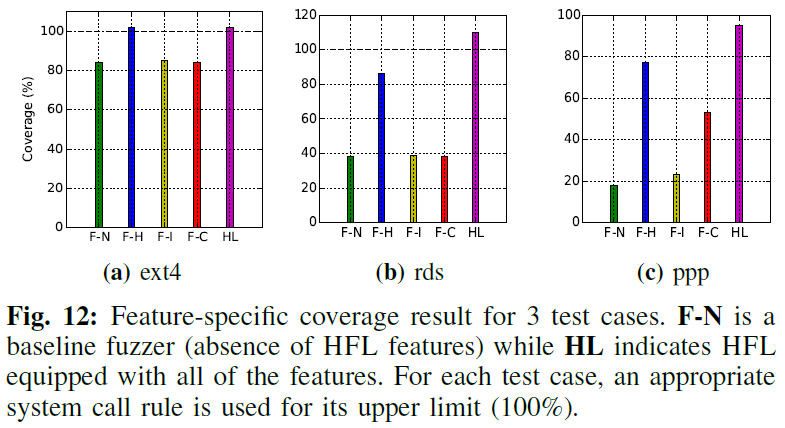 Coverage (%)
100
80
60
40
20
0
F-N F-H F-I F-C HL
(a) ext4
120
100
80
60
40
20
0
F-N F-H F-I F-C HL
(b) rds
100
80
60
40
20
0
F-N F-H F-I F-C HL
(c) ppp
Fig. 12: Feature-specific coverage result for 3 test cases. F-N is a
baseline fuzzer (absence of HFL features) while HL indicates HFL
equipped with all of the features. For each test case, an appropriate
system call rule is used for its upper limit (100%).